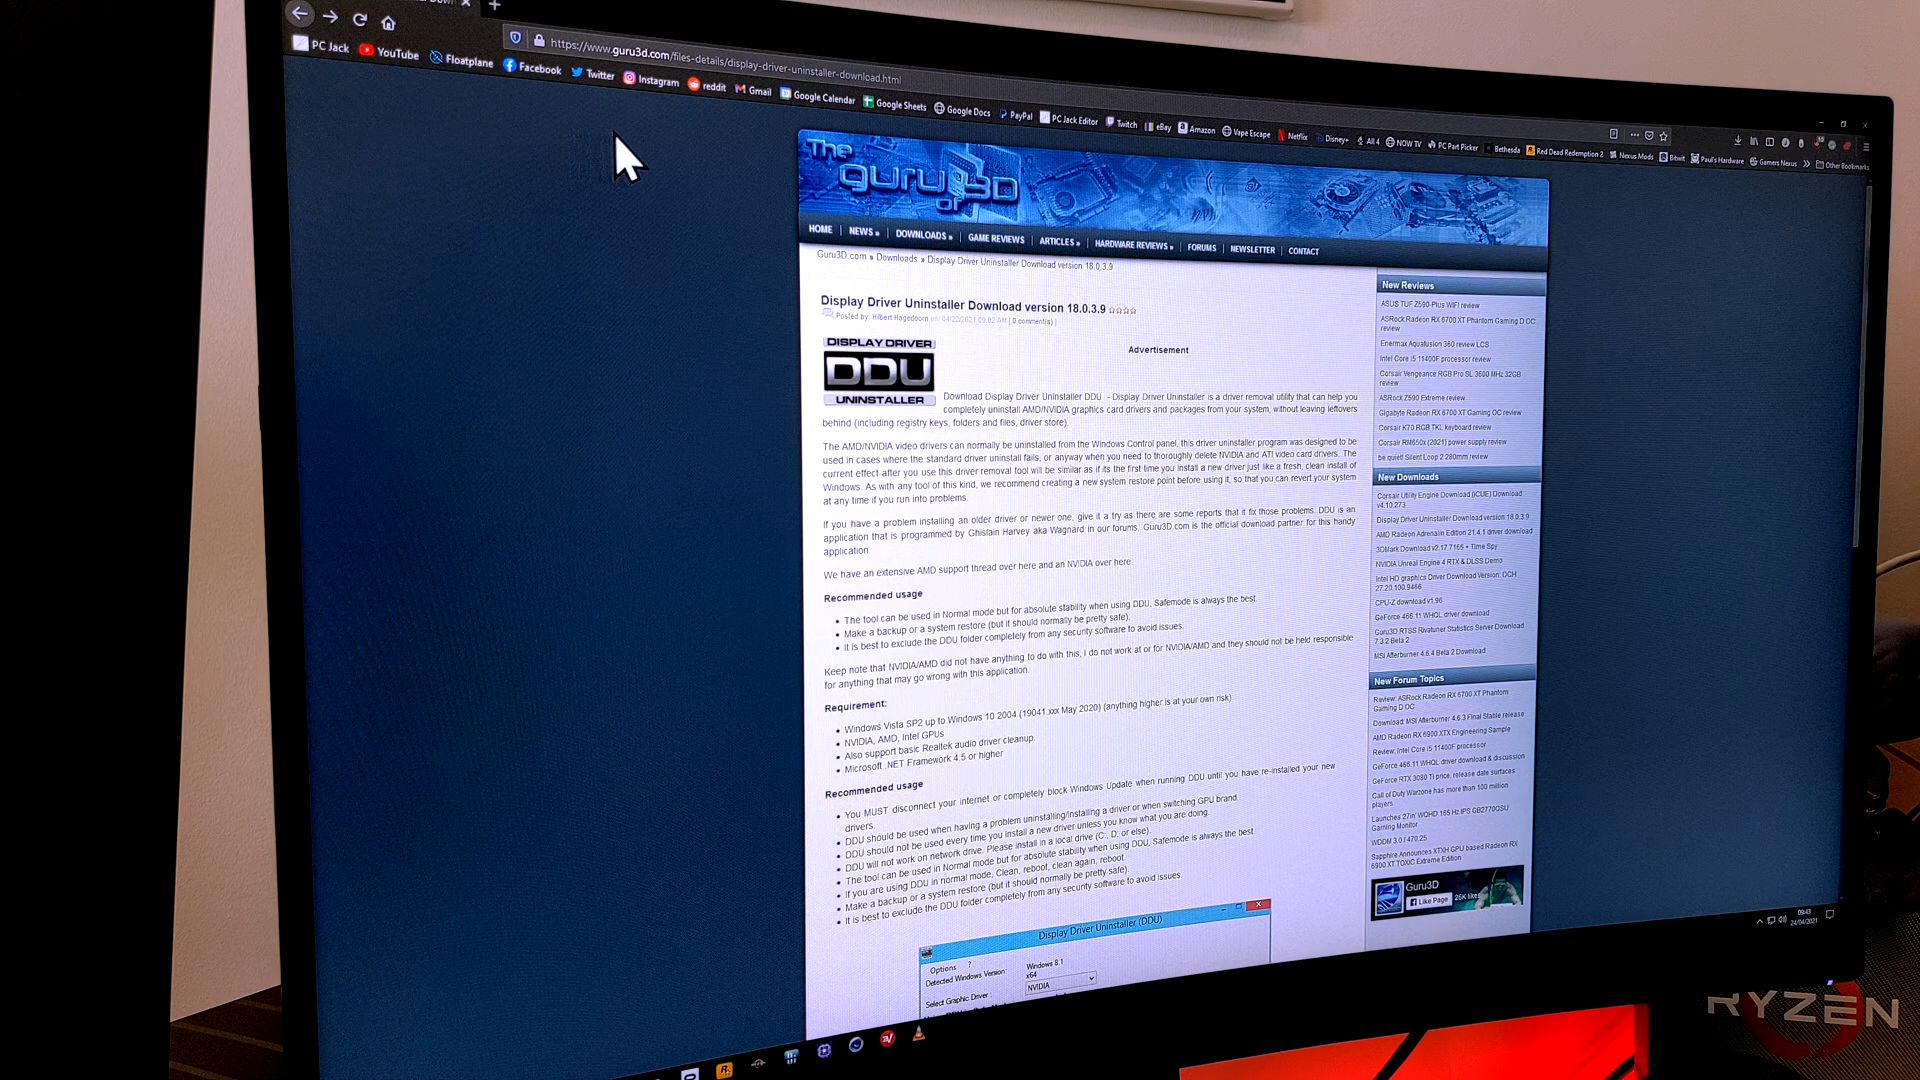 https://www.guru3d.com/files-details/display-driver-uninstaller-download.html
PC Jack YouTube Floatplane Facebook Twitter Instagram reddit Gmail Google Calendar Google Sheets Google Docs PayPal PC Jack Editor Twitch eBay Amazon Vape Escape Netflix Disney+ All 4 NOW TV PC Part Picker Bethesda Red Dead Redemption 2 Nexus Mods Bitwit Paul's Hardware Gamers Nexus Other Bookmarks
The guru of 3D
HOME NEWS » DOWNLOADS » GAME REVIEWS ARTICLES » HARDWARE REVIEWS » FORUMS NEWSLETTER CONTACT
Guru3D.com » Downloads » Display Driver Uninstaller Download version 18.0.3.9
Display Driver Uninstaller Download version 18.0.3.9
Posted by: Hilbert Hagedoorn on: 04/22/2021 09:02 AM | 0 comment(s) |
DISPLAY DRIVER
DDU
UNINSTALLER
Advertisement
Download Display Driver Uninstaller DDU - Display Driver Uninstaller is a driver removal utility that can help you
completely uninstall AMD/NVIDIA graphics card drivers and packages from your system, without leaving leftovers
behind (including registry keys, folders and files, driver store).
The AMD/NVIDIA video drivers can normally be uninstalled from the Windows Control panel, this driver uninstaller program was designed to be
used in cases where the standard driver uninstall fails, or anyway when you need to thoroughly delete NVIDIA and ATI video card drivers. The
current effect after you use this driver removal tool will be similar as if its the first time you install a new driver just like a fresh, clean install of
Windows. As with any tool of this kind, we recommend creating a new system restore point before using it, so that you can revert your system
at any time if you run into problems.
If you have a problem installing an older driver or newer one, give it a try as there are some reports that it fix those problems. DDU is an
application that is programmed by Ghislain Harvey aka Wagnard in our forums, Guru3D.com is the official download partner for this handy
application.
We have an extensive AMD support thread over here and an NVIDIA over here.
Recommended usage
• The tool can be used in Normal mode but for absolute stability when using DDU, Safemode is always the best.
• Make a backup or a system restore (but it should normally be pretty safe).
• It is best to exclude the DDU folder completely from any security software to avoid issues.
Keep note that NVIDIA/AMD did not have anything to do with this, I do not work at or for NVIDIA/AMD and they should not be held responsible
for anything that may go wrong with this application.
Requirement:
• Windows Vista SP2 up to Windows 10 2004 (19041.xxx May 2020) (anything higher is at your own risk)
• NVIDIA, AMD, Intel GPUs
• Also support basic Realtek audio driver cleanup
• Microsoft .NET Framework 4.5 or higher
Recommended usage
• You MUST disconnect your internet or completely block Windows Update when running DDU until you have re-installed your new
drivers.
• DDU should be used when having a problem uninstalling/installing a driver or when switching GPU brand.
• DDU should not be used every time you install a new driver unless you know what you are doing.
• DDU will not work on network drive. Please install in a local drive (C:, D: or else).
• The tool can be used in Normal mode but for absolute stability when using DDU, Safemode is always the best.
• If you are using DDU in normal mode, Clean, reboot, clean again, reboot.
• Make a backup or a system restore (but it should normally be pretty safe).
• It is best to exclude the DDU folder completely from any security software to avoid issues.
Display Driver Uninstaller (DDU)
Options ?
Detected Windows Version: Windows 8.1
x64
Select Graphic Driver : NVIDIA
New Reviews
ASUS TUF Z590-Plus WIFI review
ASRock Radeon RX 6700 XT Phantom Gaming D OC
review
Enermax Aquafusion 360 review LCS
Intel Core i5 11400F processor review
Corsair Vengeance RGB Pro SL 3600 MHz 32GB
review
ASRock Z590 Extreme review
Gigabyte Radeon RX 6700 XT Gaming OC review
Corsair K70 RGB TKL keyboard review
Corsair RM650x (2021) power supply review
be quiet! Silent Loop 2 280mm review
New Downloads
Corsair Utility Engine Download (iCUE) Download
v4.10.273
Display Driver Uninstaller Download version 18.0.3.9
AMD Radeon Adrenalin Edition 21.4.1 driver download
3DMark Download v2.17.7166 + Time Spy
NVIDIA Unreal Engine 4 RTX & DLSS Demo
Intel HD graphics Driver Download Version: DCH
27.20.100.9466
CPU-Z download v1.96
GeForce 466.11 WHQL driver download
Guru3D RTSS Rivatuner Statistics Server Download
7.3.2 Beta 2
MSI Afterburner 4.6.4 Beta 2 Download
New Forum Topics
Review: ASRock Radeon RX 6700 XT Phantom
Gaming D OC
Download: MSI Afterburner 4.6.3 Final Stable release
AMD Radeon RX 6900 XTX Engineering Sample
Review: Intel Core i5 11400F processor
GeForce 466.11 WHQL driver download & discussion
GeForce RTX 3080 Ti price, release date surfaces
Call of Duty Warzone has more than 100 million
players
Launches 27in' WQHD 165 Hz IPS GB2770QSU
Gaming Monitor
WDDM 3.0 / 470.25
Sapphire Announces XTXH GPU based Radeon RX
6900 XT TOXIC Extreme Edition
Guru3D
Like Page 26K likes
09:43
24/04/2021
RYZEN